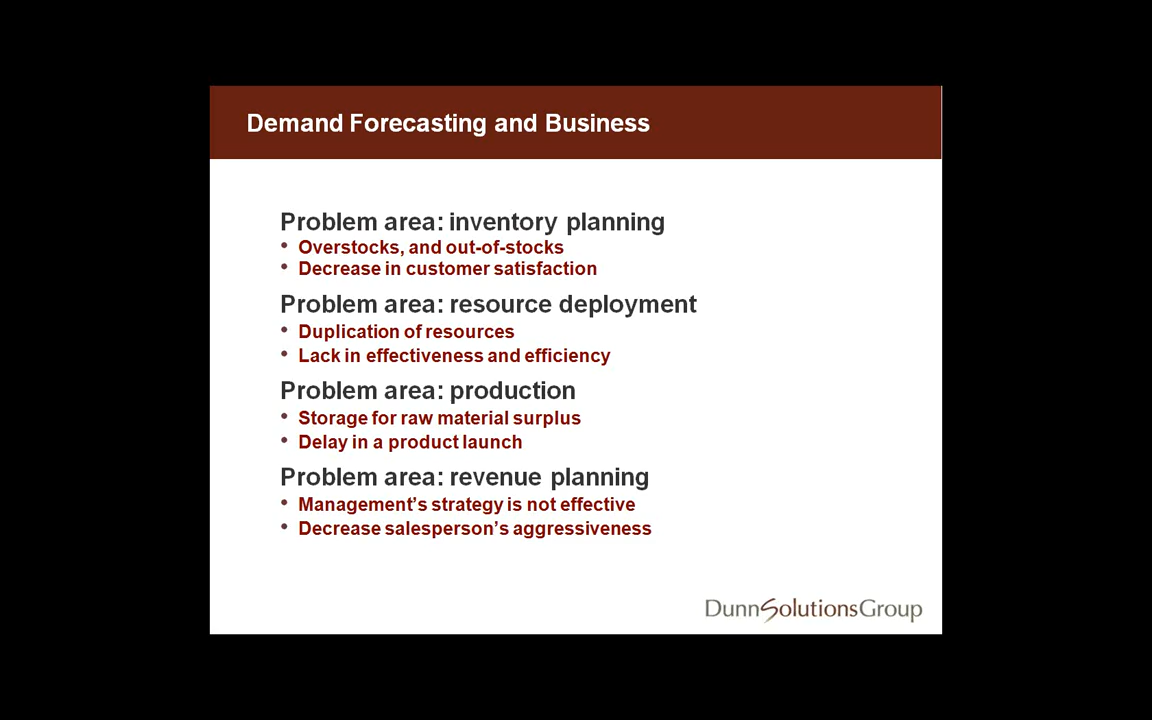 Demand Forecasting and Business
Problem area: inventory planning
• Overstocks, and out-of-stocks
• Decrease in customer satisfaction
Problem area: resource deployment
• Duplication of resources
• Lack in effectiveness and efficiency
Problem area: production
• Storage for raw material surplus
• Delay in a product launch
Problem area: revenue planning
• Management’s strategy is not effective
• Decrease salesperson’s aggressiveness
DunnSolutionsGroup